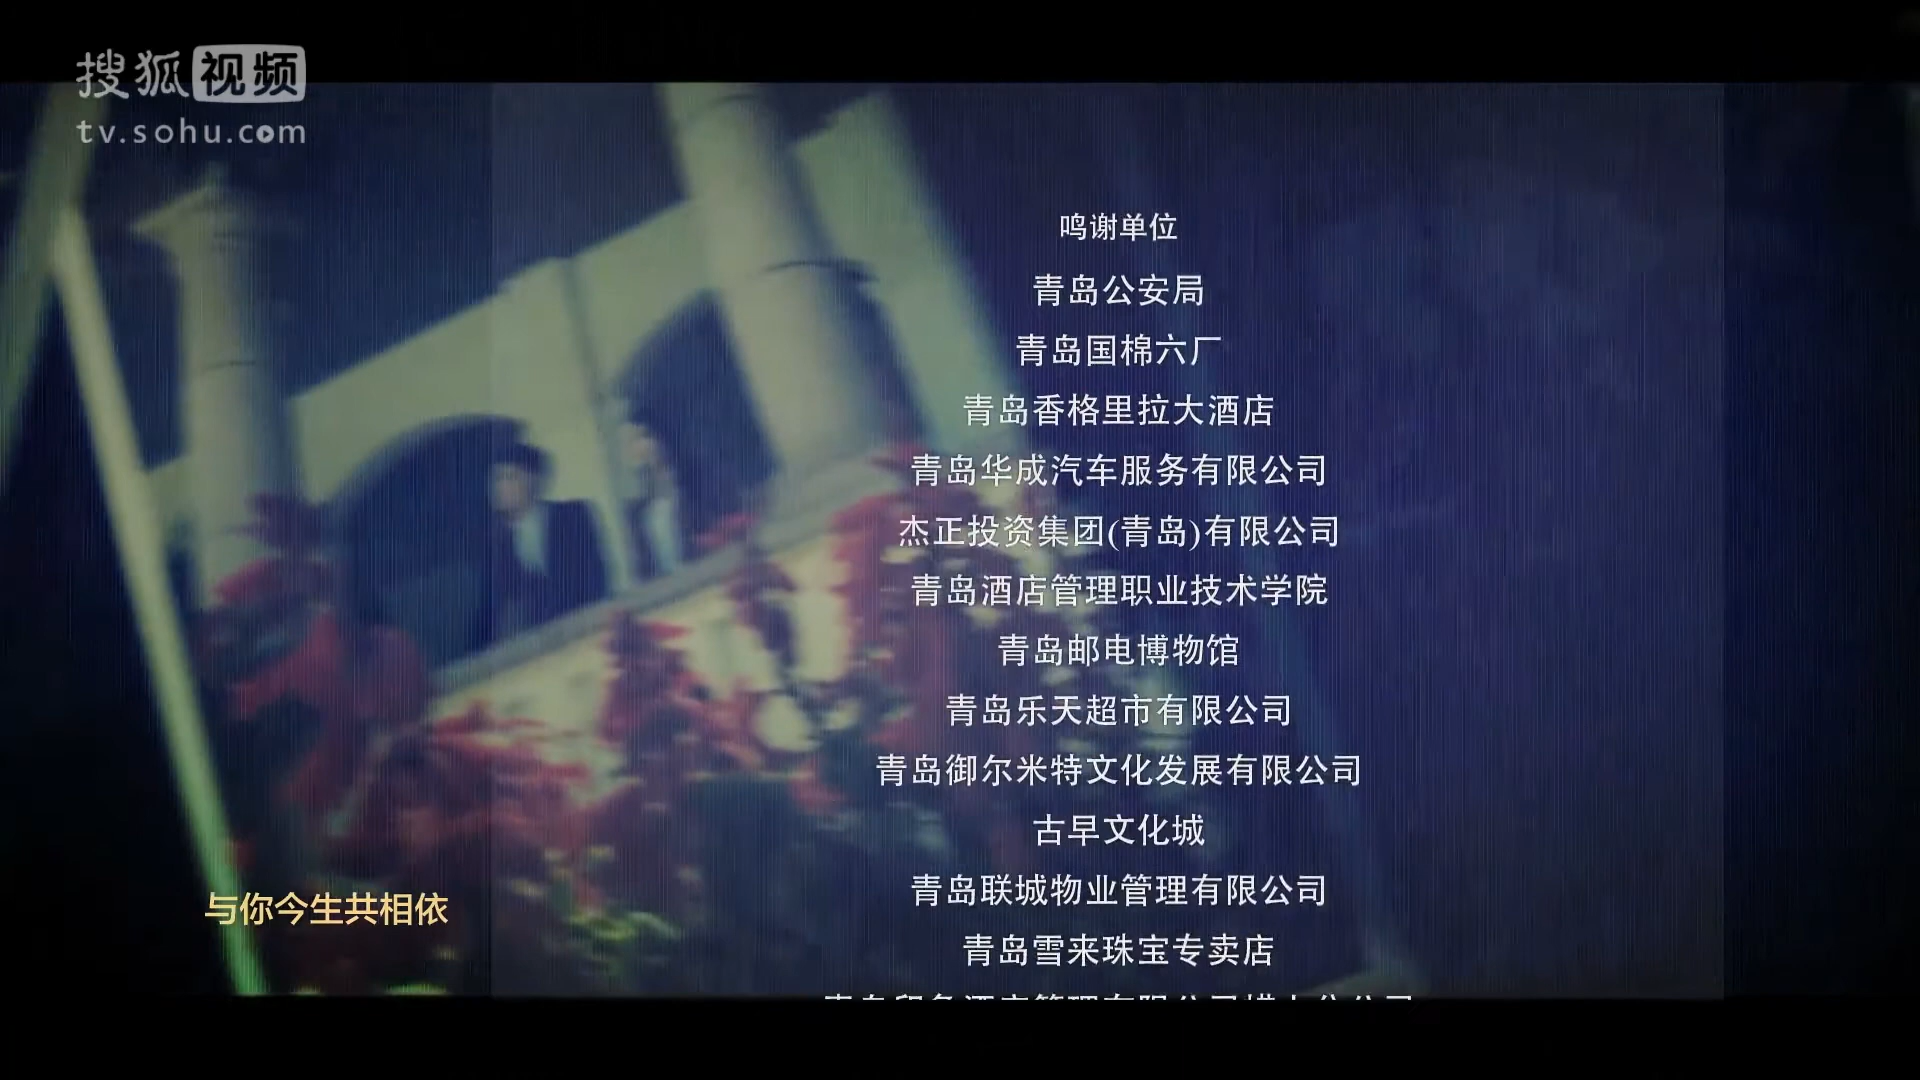 搜狐视频
tv.sohu.com
鸣谢单位
青岛公安局
青岛国棉六厂
青岛香格里拉大酒店
青岛华成汽车服务有限公司
杰正投资集团(青岛)有限公司
青岛酒店管理职业技术学院
青岛邮电博物馆
青岛乐天超市有限公司
青岛御尔米特文化发展有限公司
古早文化城
青岛联城物业管理有限公司
青岛雪来珠宝专卖店
与你今生共相依